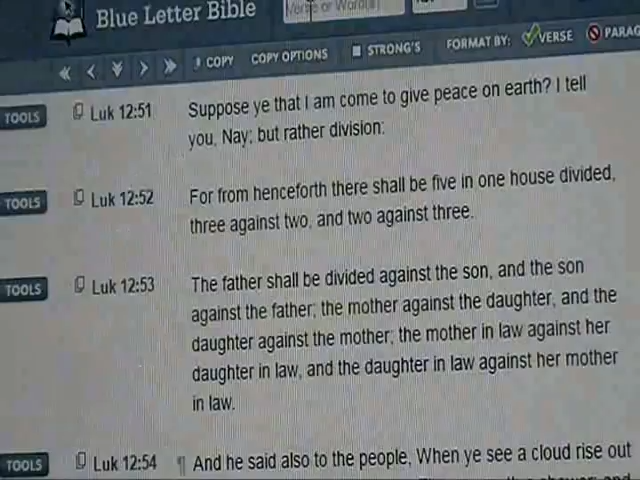 Blue Letter Bible
Verse or Word(s)
COPY COPY OPTIONS STRONG'S FORMAT BY: VERSE PARAG
TOOLS Luk 12:51 Suppose ye that I am come to give peace on earth? I tell
you, Nay; but rather division:
TOOLS Luk 12:52 For from henceforth there shall be five in one house divided,
three against two, and two against three.
TOOLS Luk 12:53 The father shall be divided against the son, and the son
against the father; the mother against the daughter, and the
daughter against the mother; the mother in law against her
daughter in law, and the daughter in law against her mother
in law.
TOOLS Luk 12:54 ¶ And he said also to the people, When ye see a cloud rise out